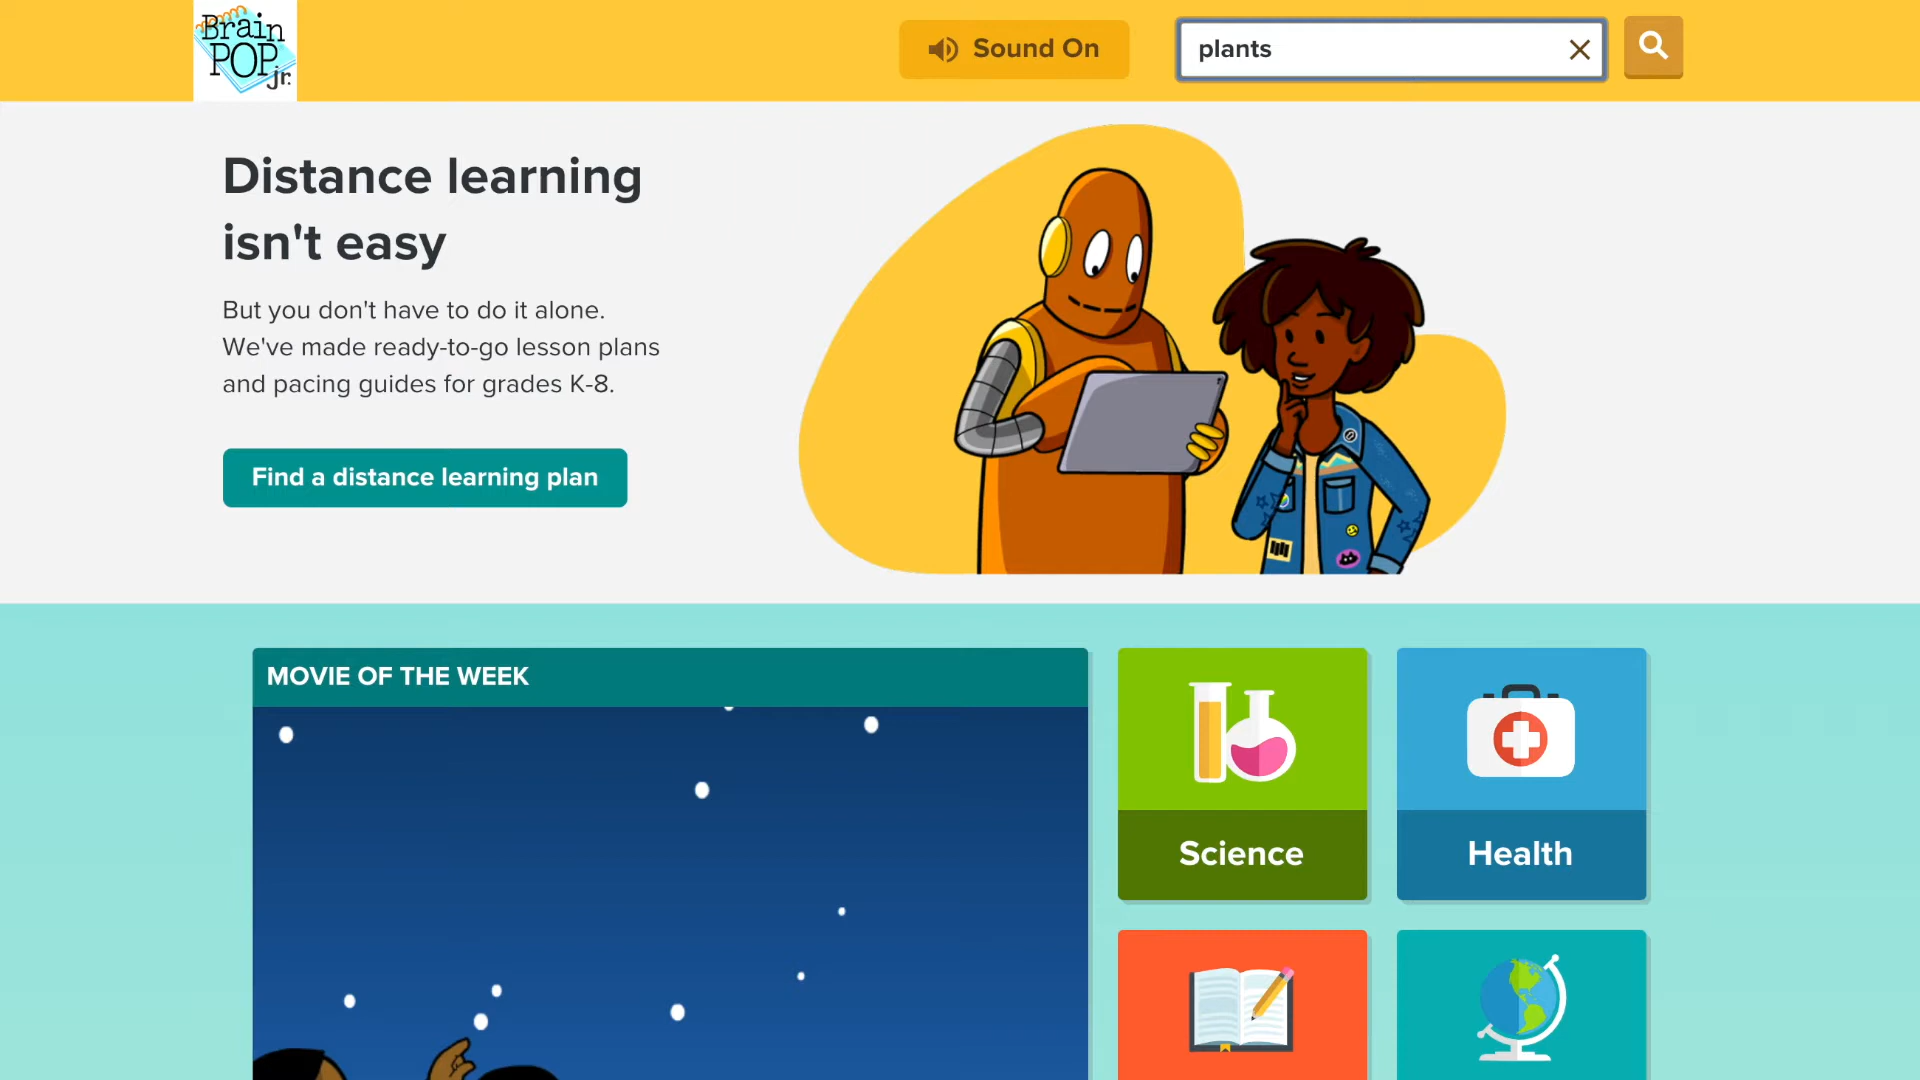 Brain
POP
jr.
Sound On
plants
Distance learning
isn't easy
But you don't have to do it alone.
We've made ready-to-go lesson plans
and pacing guides for grades K-8.
Find a distance learning plan
MOVIE OF THE WEEK
Science
Health